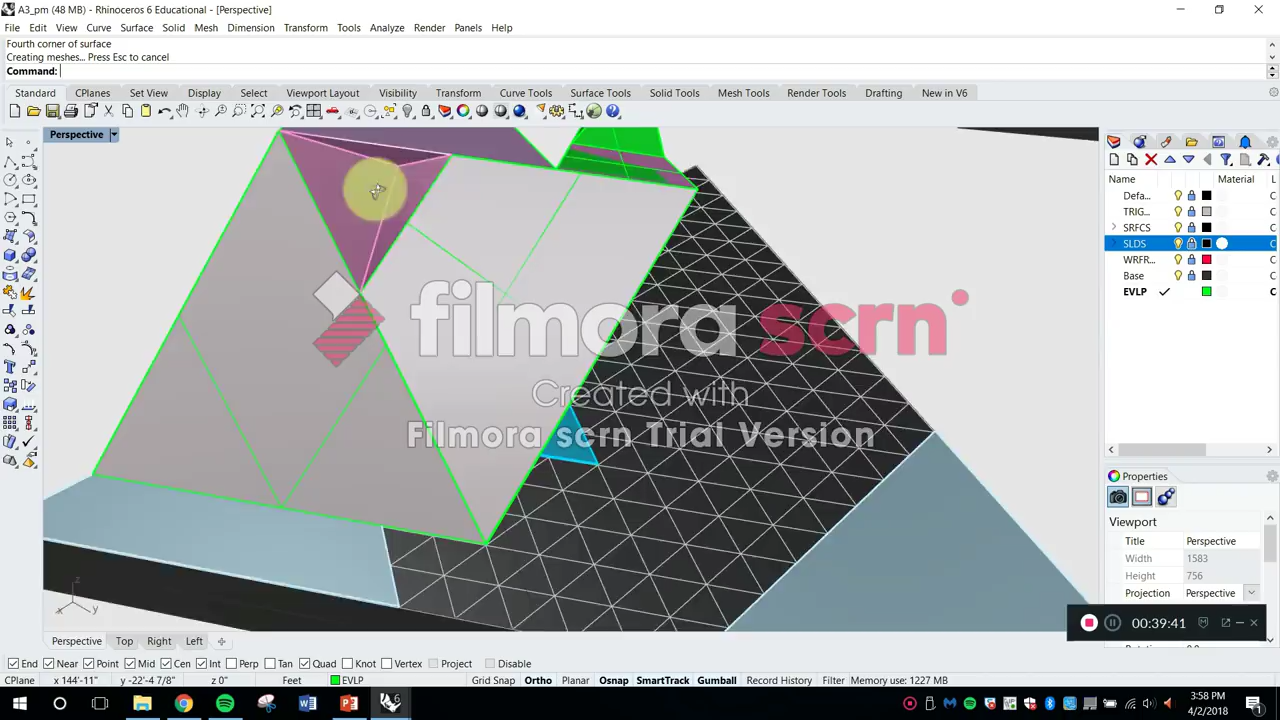 A3_pm (48 MB) - Rhinoceros 6 Educational - [Perspective]
File Edit View Curve Surface Solid Mesh Dimension Transform Tools Analyze Render Panels Help
Fourth corner of surface
Creating meshes... Press Esc to cancel
Command:
Standard CPlanes Set View Display Select Viewport Layout Visibility Transform Curve Tools Surface Tools Solid Tools Mesh Tools Render Tools Drafting New in V6
Perspective
Name Material L
Defa... C
TRIG... C
SRFCS C
SLDS C
WRFR... C
Base C
EVLP C
filmora scrn
Created with
Filmora scrn Trial Version
Properties
Viewport
Title Perspective
Width 1583
Height 756
Projection Perspective
z
x y
00:39:41
Perspective Top Right Left
End Near Point Mid Cen Int Perp Tan Quad Knot Vertex Project Disable
CPlane x 144'-11" y -22'-4 7/8" z 0" Feet EVLP Grid Snap Ortho Planar Osnap SmartTrack Gumball Record History Filter Memory use: 1227 MB
3:58 PM
4/2/2018